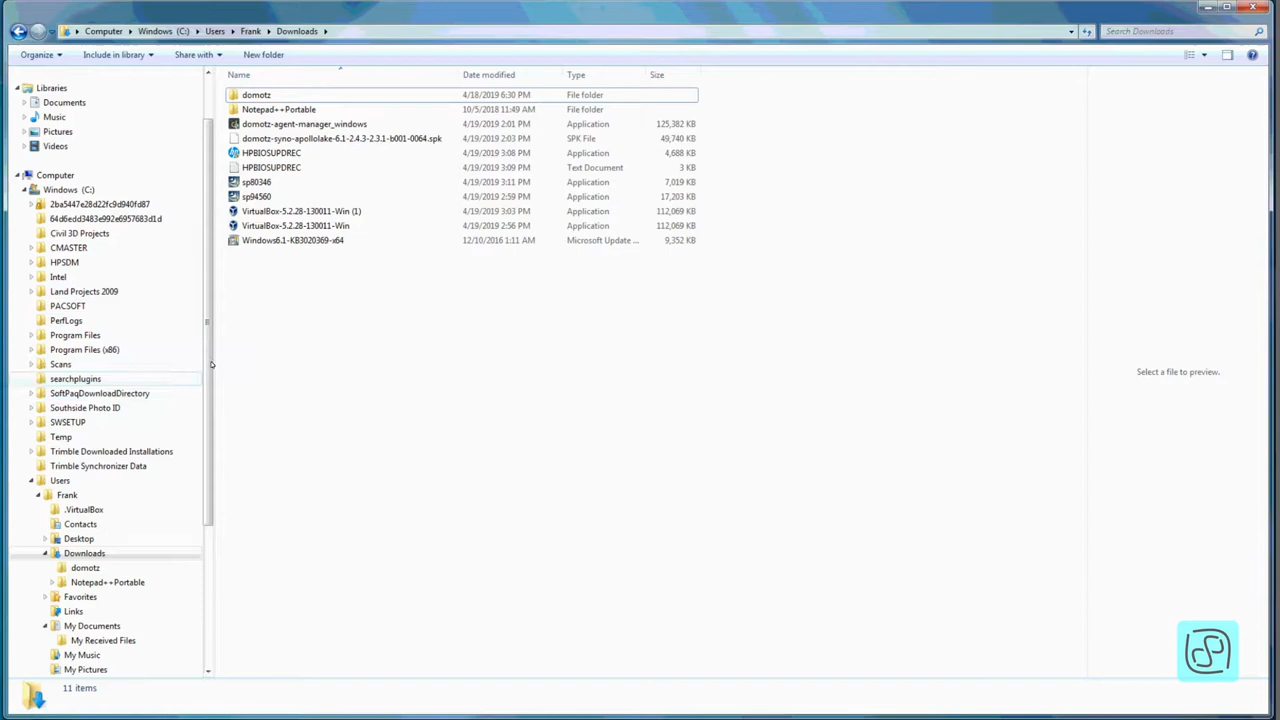 Computer Windows (C:) Users Frank Downloads
Search Downloads
Organize Include in library Share with New folder
Libraries
Documents
Music
Pictures
Videos
Computer
Windows (C:)
2ba5447e28d22fc9d940fd87
64d6edd3483e992e6957683d1d
Civil 3D Projects
CMASTER
HPSDM
Intel
Land Projects 2009
PACSOFT
PerfLogs
Program Files
Program Files (x86)
Scans
searchplugins
SoftPaqDownloadDirectory
Southside Photo ID
SWSETUP
Temp
Trimble Downloaded Installations
Trimble Synchronizer Data
Users
Frank
.VirtualBox
Contacts
Desktop
Downloads
domotz
Notepad++Portable
Favorites
Links
My Documents
My Received Files
My Music
My Pictures
Name Date modified Type Size
domotz 4/18/2019 6:30 PM File folder
Notepad++Portable 10/5/2018 11:49 AM File folder
domotz-agent-manager_windows 4/19/2019 2:01 PM Application 125,382 KB
domotz-syno-apollolake-6.1-2.4.3-2.3.1-b001-0064.spk 4/19/2019 2:03 PM SPK File 49,740 KB
HPBIOSUPDREC 4/19/2019 3:08 PM Application 4,688 KB
HPBIOSUPDREC 4/19/2019 3:09 PM Text Document 3 KB
sp80346 4/19/2019 3:11 PM Application 7,019 KB
sp94560 4/19/2019 2:59 PM Application 17,203 KB
VirtualBox-5.2.28-130011-Win (1) 4/19/2019 3:03 PM Application 112,069 KB
VirtualBox-5.2.28-130011-Win 4/19/2019 2:56 PM Application 112,069 KB
Windows6.1-KB3020369-x64 12/10/2016 1:11 AM Microsoft Update ... 9,352 KB
Select a file to preview.
11 items